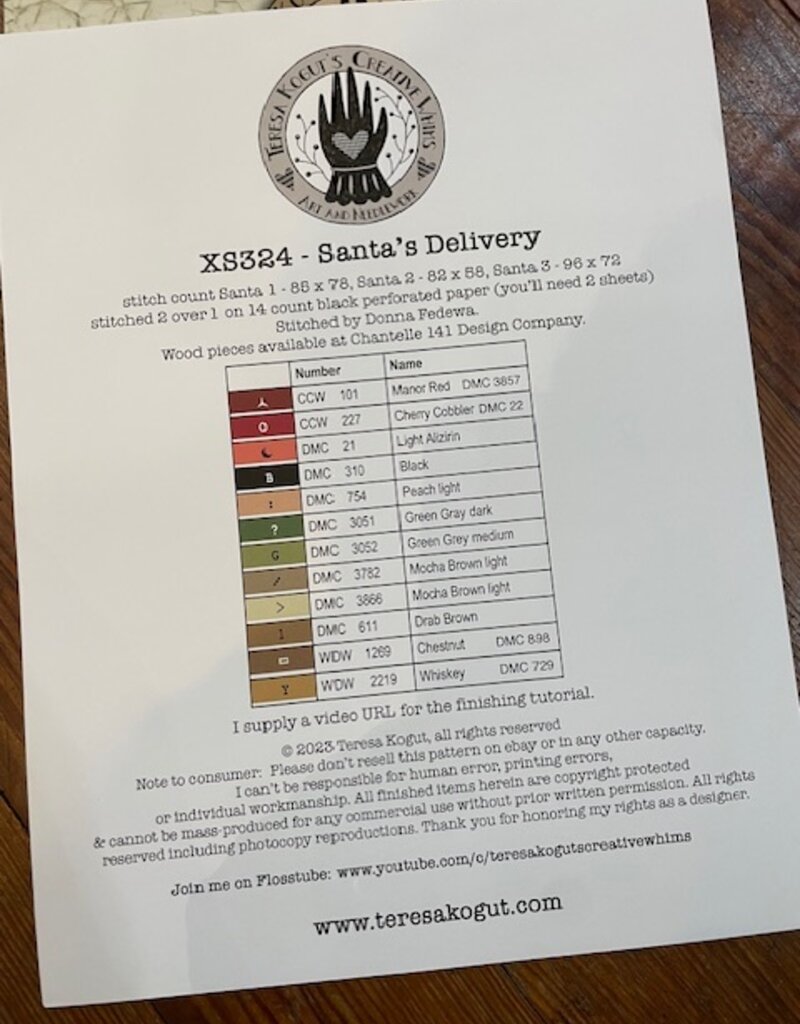 TERESA KOGUT'S CREATIVE WHIMS
ART AND NEEDLEWORK
XS324 - Santa's Delivery
stitch count Santa 1 - 85 x 78, Santa 2 - 82 x 58, Santa 3 - 96 x 72
stitched 2 over 1 on 14 count black perforated paper (you'll need 2 sheets)
Stitched by Donna Fedewa.
Wood pieces available at Chantelle 141 Design Company.
Number Name
CCW 101 Manor Red DMC 3857
O CCW 227 Cherry Cobbler DMC 22
DMC 21 Light Alizirin
B DMC 310 Black
: DMC 754 Peach light
? DMC 3051 Green Gray dark
G DMC 3052 Green Grey medium
/ DMC 3782 Mocha Brown light
> DMC 3866 Mocha Brown light
I DMC 611 Drab Brown
WDW 1269 Chestnut DMC 898
Y WDW 2219 Whiskey DMC 729
I supply a video URL for the finishing tutorial.
© 2023 Teresa Kogut, all rights reserved
Note to consumer: Please don't resell this pattern on ebay or in any other capacity.
I can't be responsible for human error, printing errors,
or individual workmanship. All finished items herein are copyright protected
& cannot be mass-produced for any commercial use without prior written permission. All rights
reserved including photocopy reproductions. Thank you for honoring my rights as a designer.
Join me on Flosstube: www.youtube.com/c/teresakogutscreativewhims
www.teresakogut.com